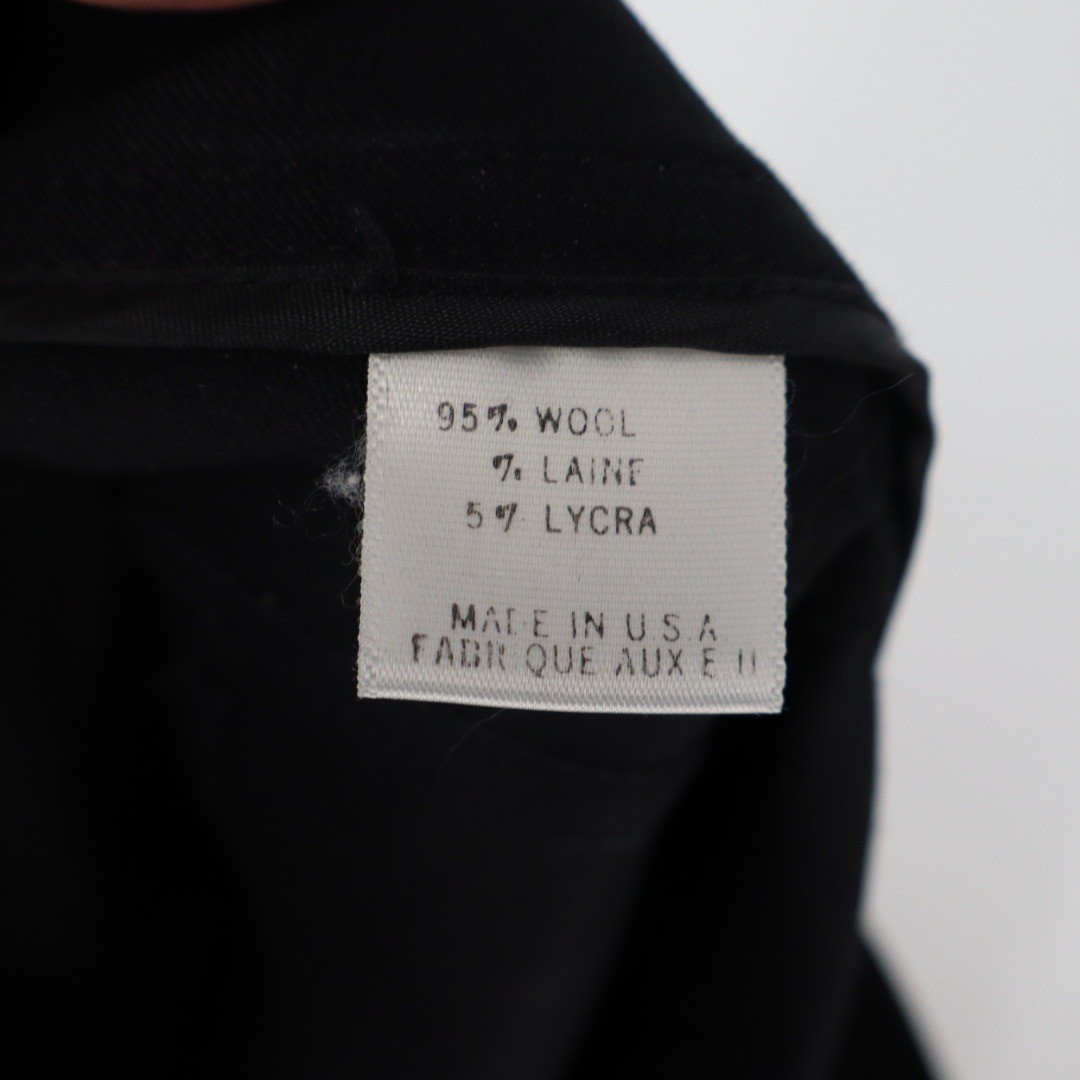 95% WOOL
% LAINE
5% LYCRA
MADE IN U.S.A
FABRIQUE AUX E U